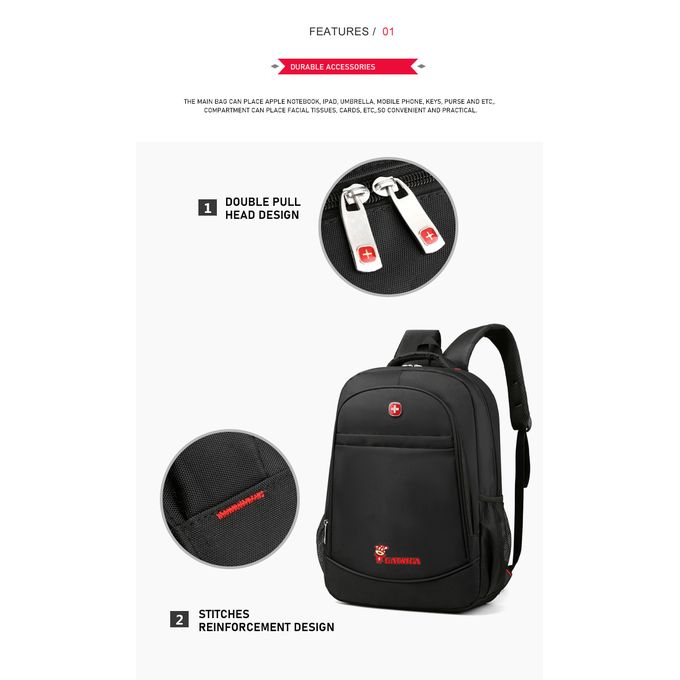 FEATURES / 01
DURABLE ACCESSORIES
THE MAIN BAG CAN PLACE APPLE NOTEBOOK, IPAD, UMBRELLA, MOBILE PHONE, KEYS, PURSE AND ETC,
COMPARTMENT CAN PLACE FACIAL TISSUES, CARDS, ETC,.SO CONVENIENT AND PRACTICAL.
1
DOUBLE PULL
HEAD DESIGN
2
STITCHES
REINFORCEMENT DESIGN